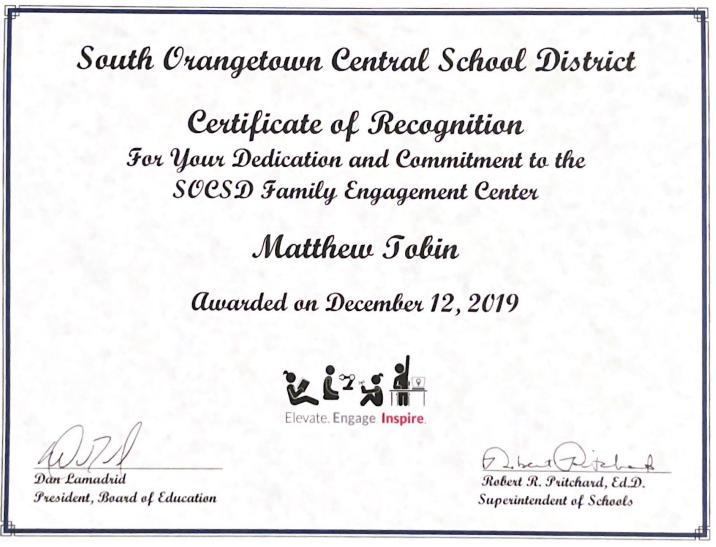 South Orangetown Central School District
Certificate of Recognition
For Your Dedication and Commitment to the
SOCSD Family Engagement Center
Matthew Tobin
Awarded on December 12, 2019
Elevate. Engage Inspire.
Robert Pritchard
Dan Lamadrid
President, Board of Education
Robert R. Pritchard, Ed.D.
Superintendent of Schools